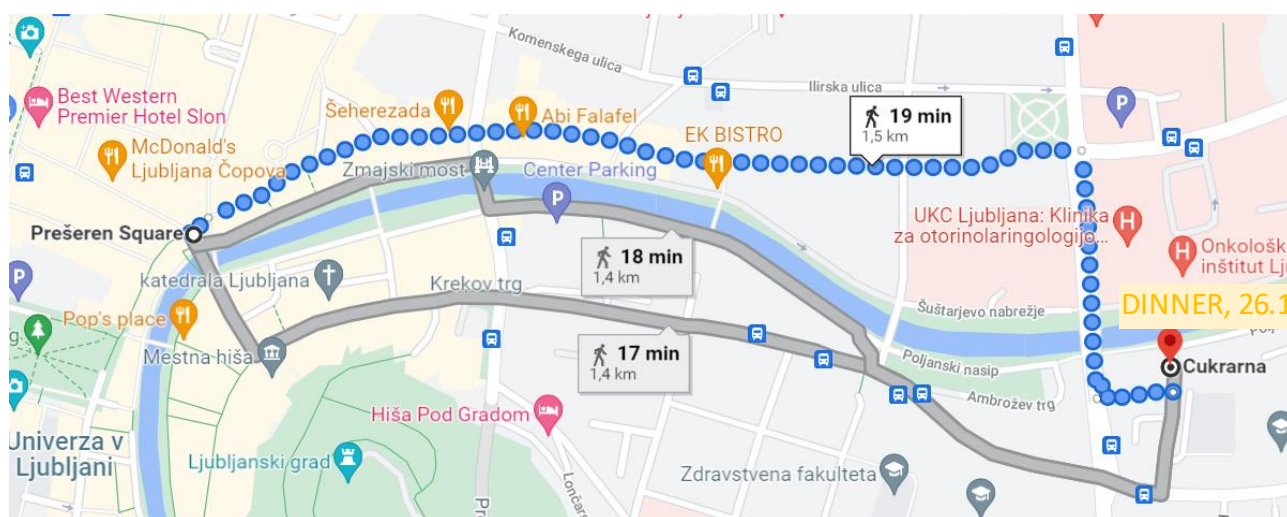 Komenskega ulica
Ilirska ulica
Best Western
Premier Hotel Slon
Šeherezada
Abi Falafel
19 min
1,5 km
McDonald's
Ljubljana Čopova
EK BISTRO
Zmajski most
Center Parking
P
P
Prešeren Square
UKC Ljubljana: Klinika
za otorinolaringologijo...
H
H
Onkološk
inštitut Lj
18 min
1,4 km
katedrala Ljubljana
Krekov trg
P
Šuštarjevo nabrežje
DINNER, 26.1
Pop's place
Mestna hiša
17 min
1,4 km
Poljanski nasip
Cukrarna
Ambrožev trg
Hiša Pod Gradom
Univerza v
Ljubljani
Ljubljanski grad
Zdravstvena fakulteta